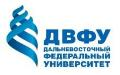 ДВФУ
ДАЛЬНЕВОСТОЧНЫЙ
ФЕДЕРАЛЬНЫЙ
УНИВЕРСИТЕТ